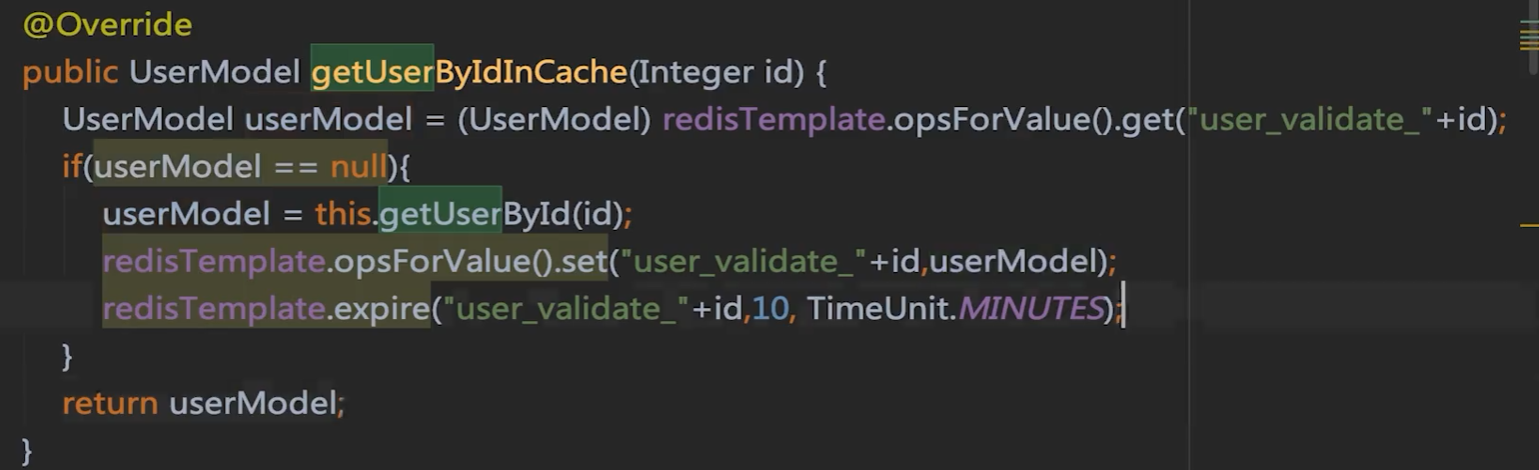 @Override
public UserModel getUserByIdInCache(Integer id) {
UserModel userModel = (UserModel) redisTemplate.opsForValue().get("user_validate_"+id);
if(userModel == null){
userModel = this.getUserById(id);
redisTemplate.opsForValue().set("user_validate_"+id,userModel);
redisTemplate.expire("user_validate_"+id,10, TimeUnit.MINUTES);
}
return userModel;
}